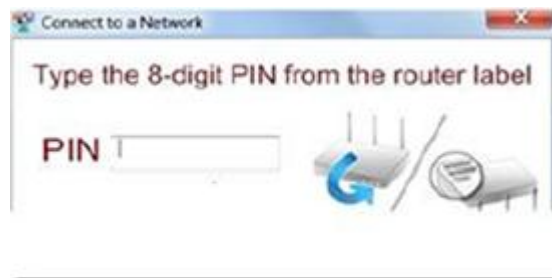 Connect to a Network
Type the 8-digit PIN from the router label
PIN